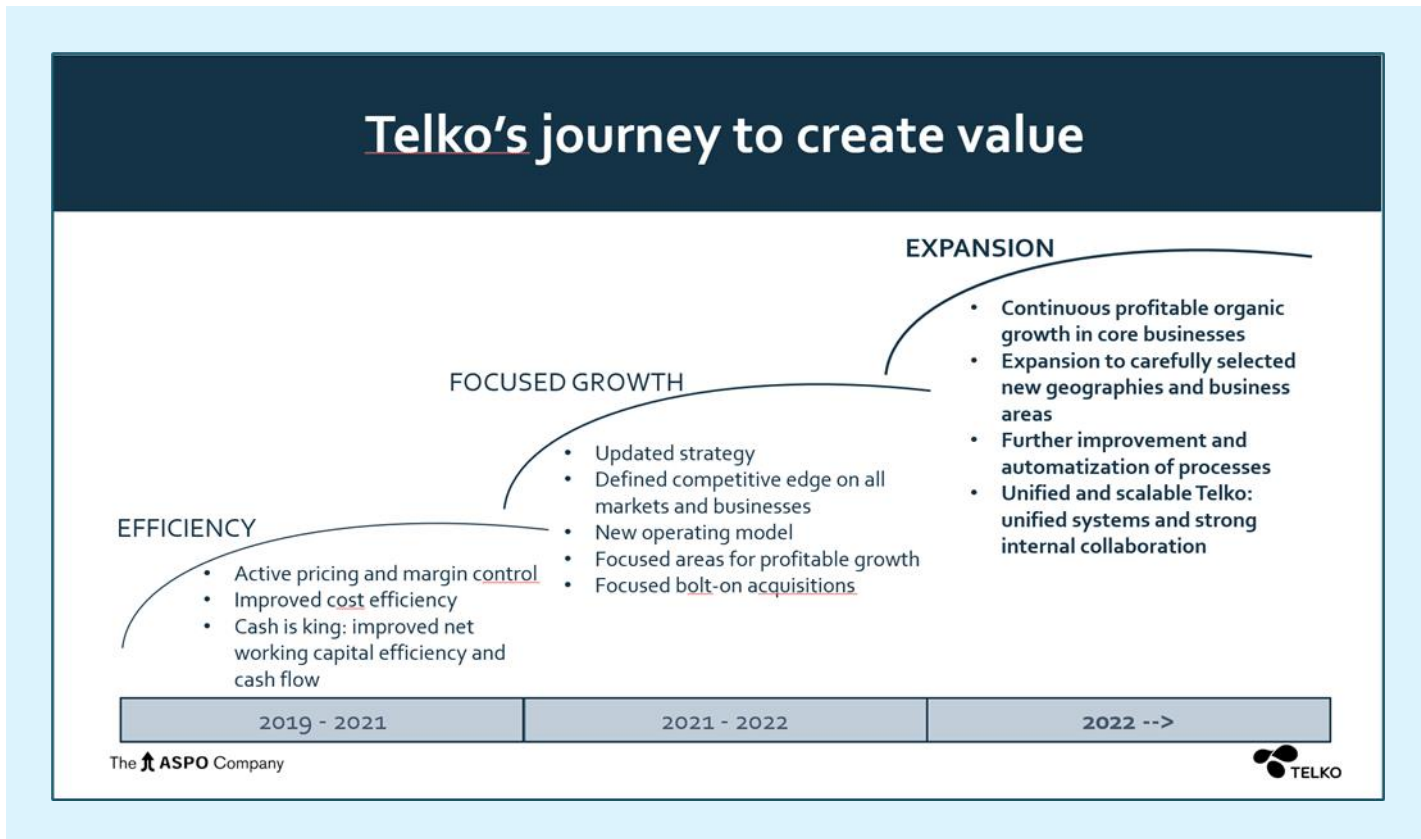 Telko’s journey to create value
EXPANSION
• Continuous profitable organic
growth in core businesses
• Expansion to carefully selected
new geographies and business
areas
• Further improvement and
automatization of processes
• Unified and scalable Telko:
unified systems and strong
internal collaboration
FOCUSED GROWTH
• Updated strategy
• Defined competitive edge on all
markets and businesses
• New operating model
• Focused areas for profitable growth
• Focused bolt-on acquisitions
EFFICIENCY
• Active pricing and margin control
• Improved cost efficiency
• Cash is king: improved net
working capital efficiency and
cash flow
2019 - 2021
2021 - 2022
2022 -->
The ASPO Company
TELKO